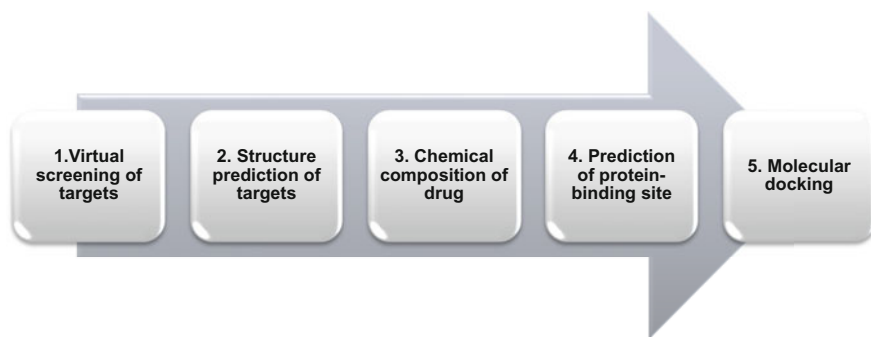 1.Virtual
screening of
targets
2. Structure
prediction of
targets
3. Chemical
composition of
drug
4. Prediction
of protein-
binding site
5. Molecular
docking